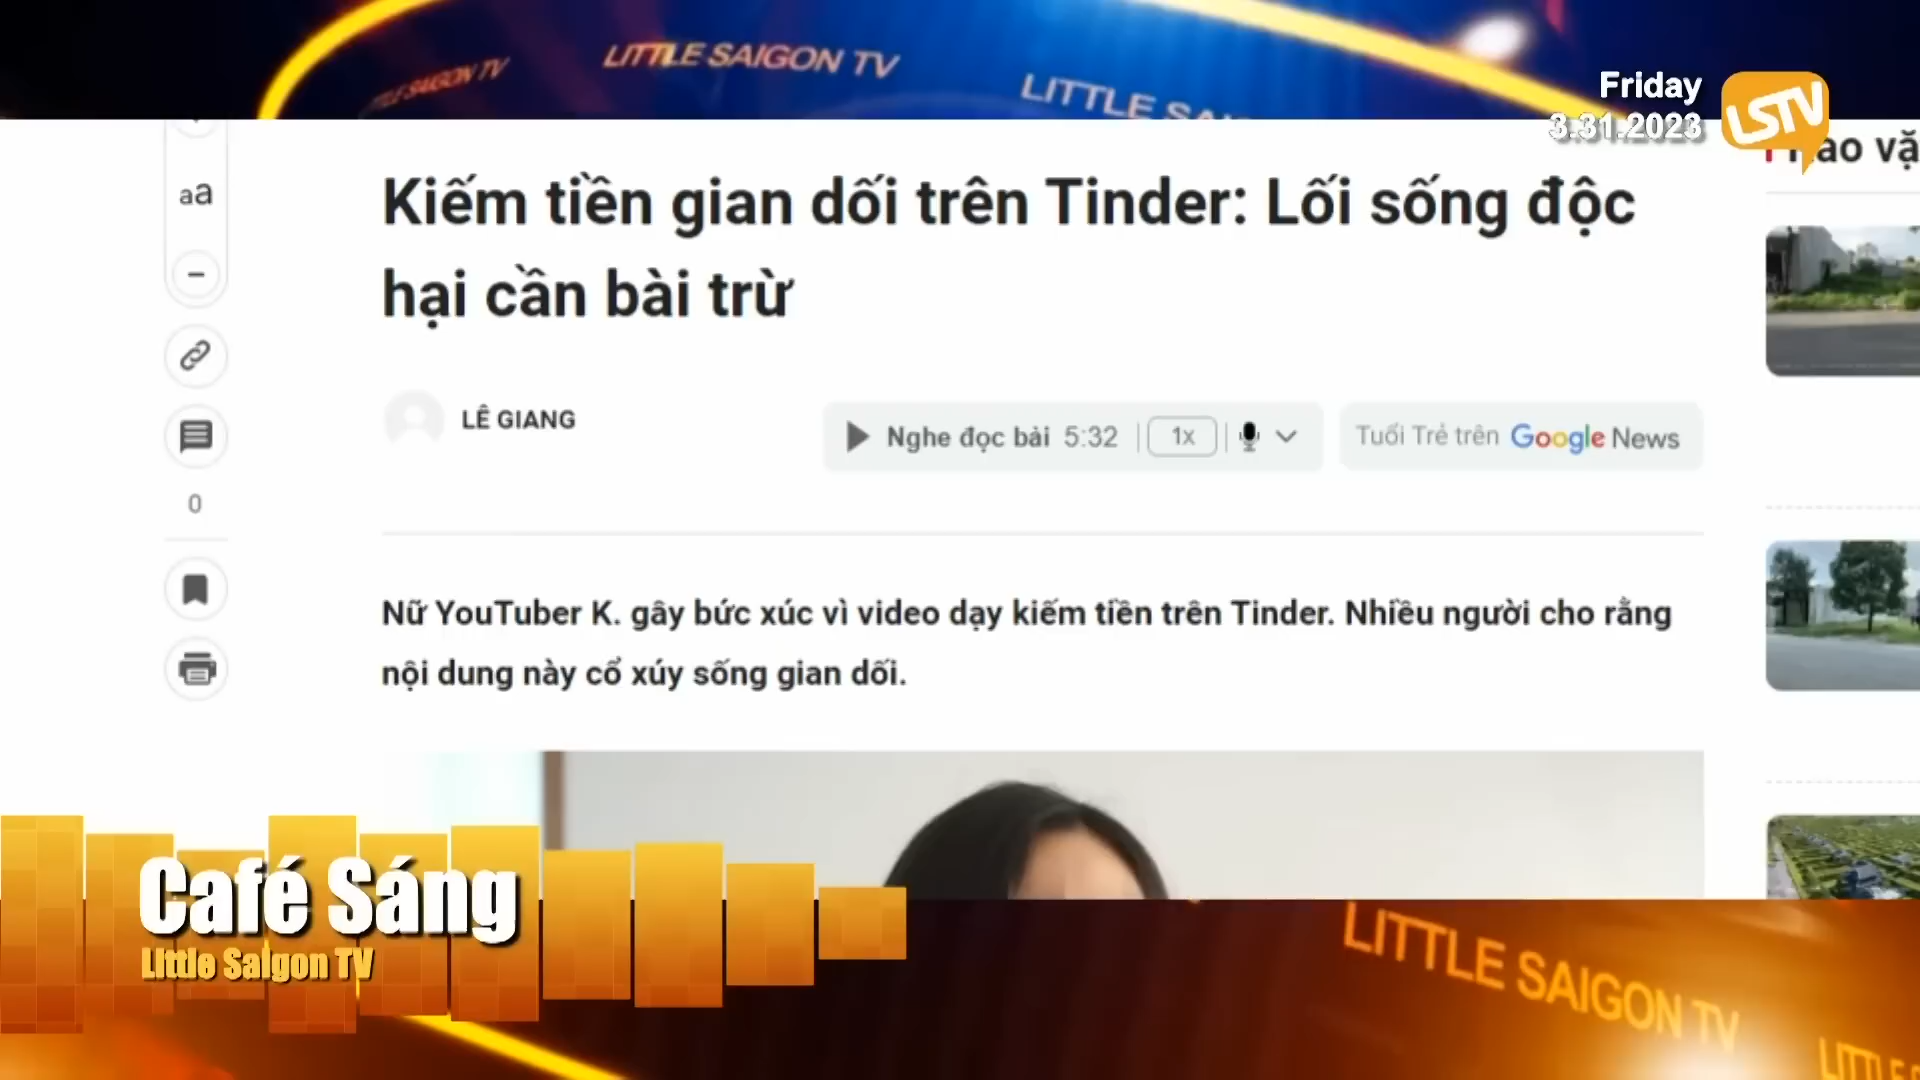 LITTLE SAIGON TV
LITTLE SAIGON TV
LITTLE
Friday
3.31.2023
LSTV
aA
Kiếm tiền gian dối trên Tinder: Lối sống độc
hại cần bài trừ
LÊ GIANG
Nghe đọc bài 5:32 1x
Tuổi Trẻ trên Google News
0
Nữ YouTuber K. gây bức xúc vì video dạy kiếm tiền trên Tinder. Nhiều người cho rằng
nội dung này cổ xúy sống gian dối.
Café Sáng
Little Saigon TV
LITTLE SAIGON TV